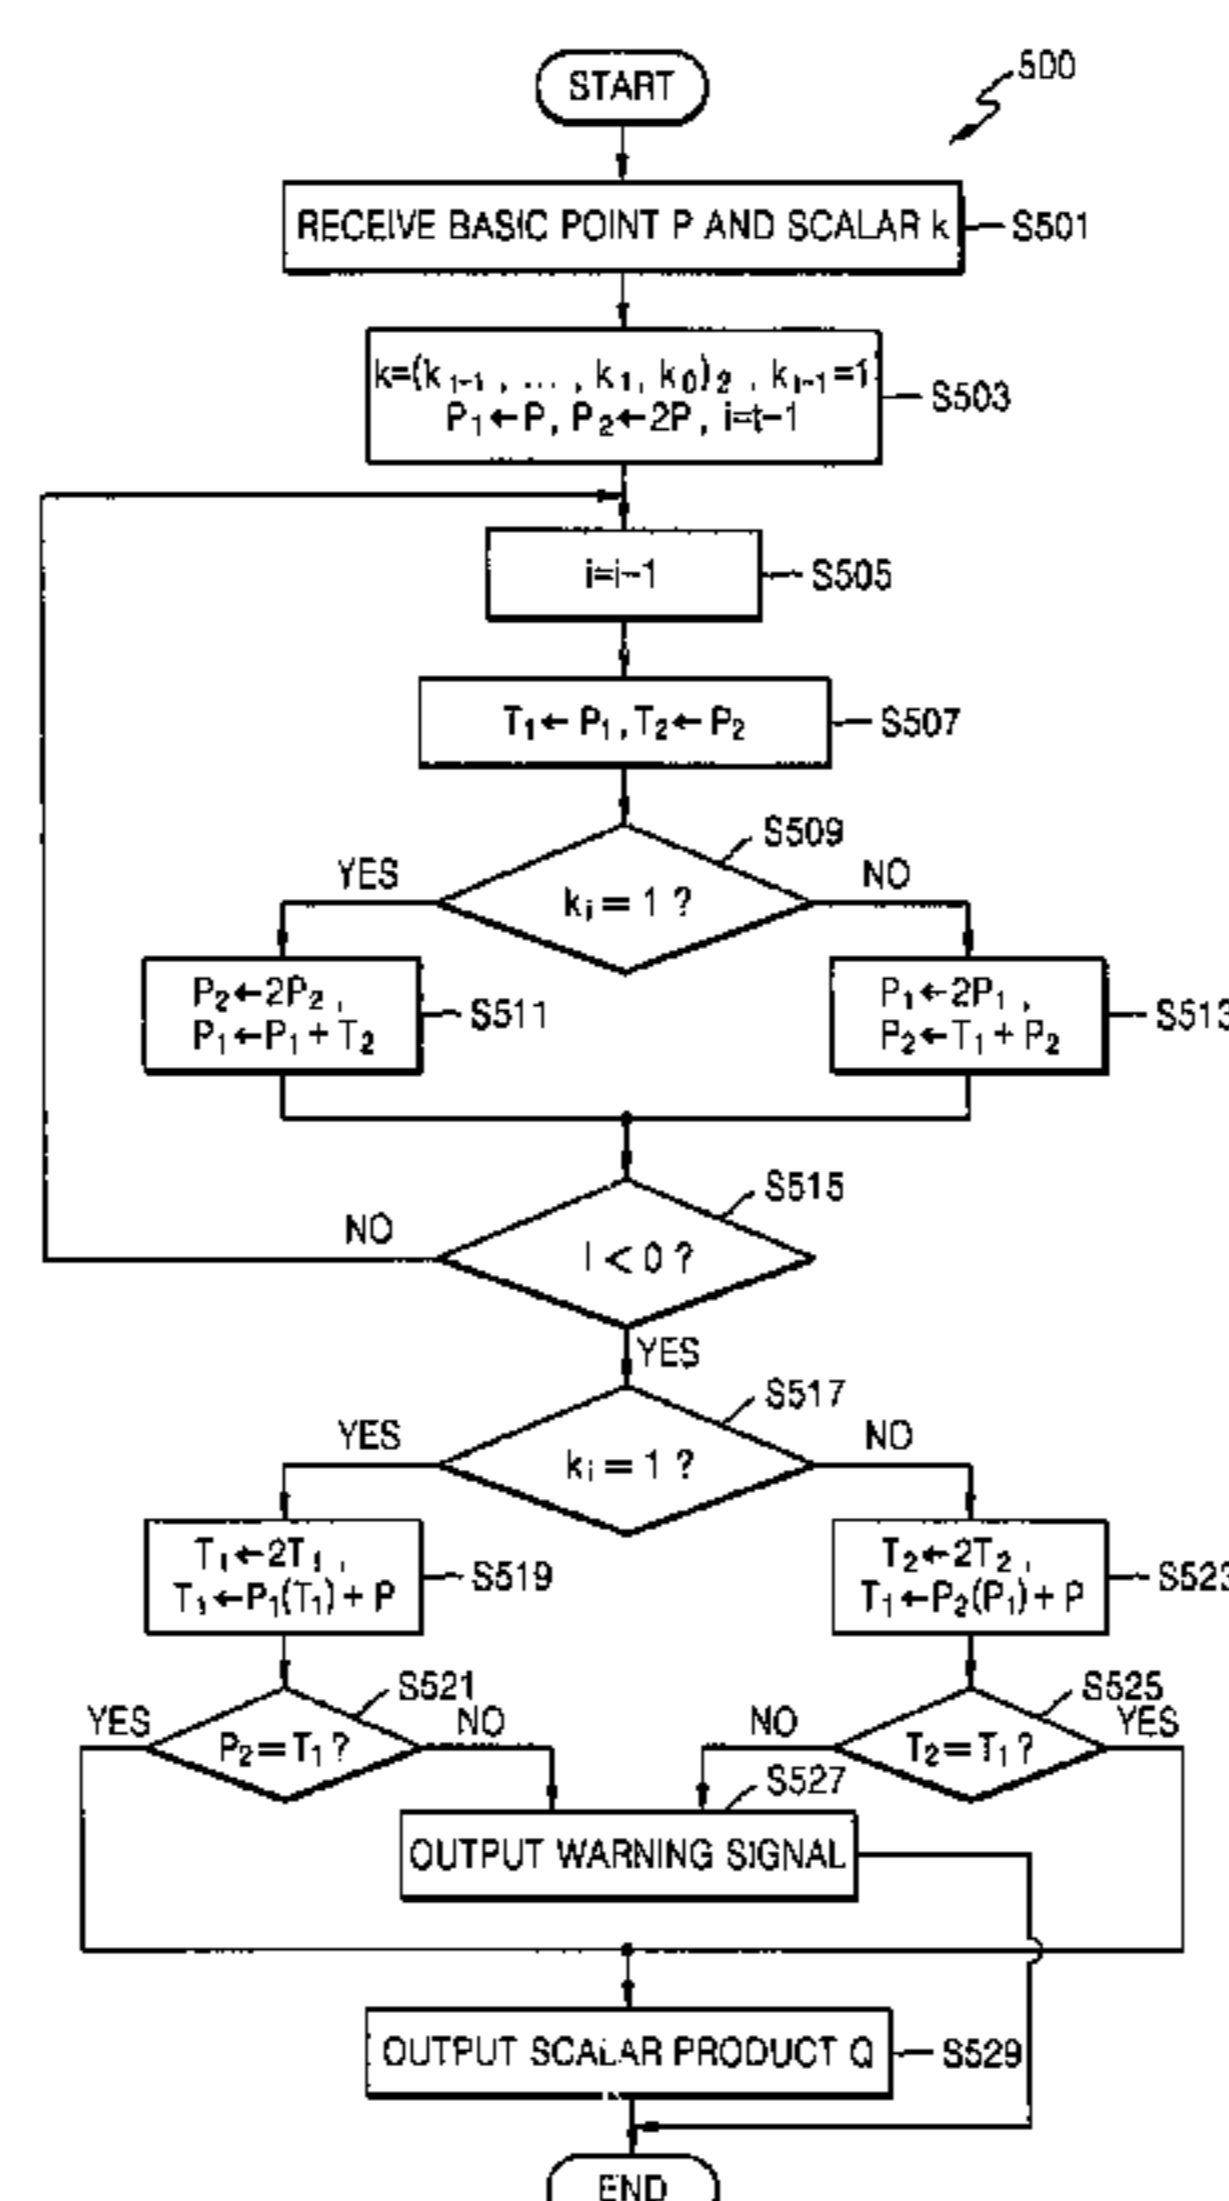 500
START
RECEIVE BASIC POINT P AND SCALAR k
S501
k=(k t-1 , ... , k 1, k 0) 2 , k t-1 =1
P1←P, P2←2P, i=t-1
S503
i=i-1
S505
T1←P1, T2←P2
S507
S509
YES
ki = 1 ?
NO
P2←2P2 ,
P1←P1 + T2
S511
P1←2P1 ,
P2←T1 + P2
S513
S515
NO
i < 0 ?
YES
S517
YES
ki = 1 ?
NO
T1←2T1 ,
T1←P1(T1) + P
S519
T2←2T2 ,
T1←P2(P1) + P
S523
S521
YES
P2 = T1 ?
NO
S525
NO
T2 = T1 ?
YES
S527
OUTPUT WARNING SIGNAL
OUTPUT SCALAR PRODUCT Q
S529
END